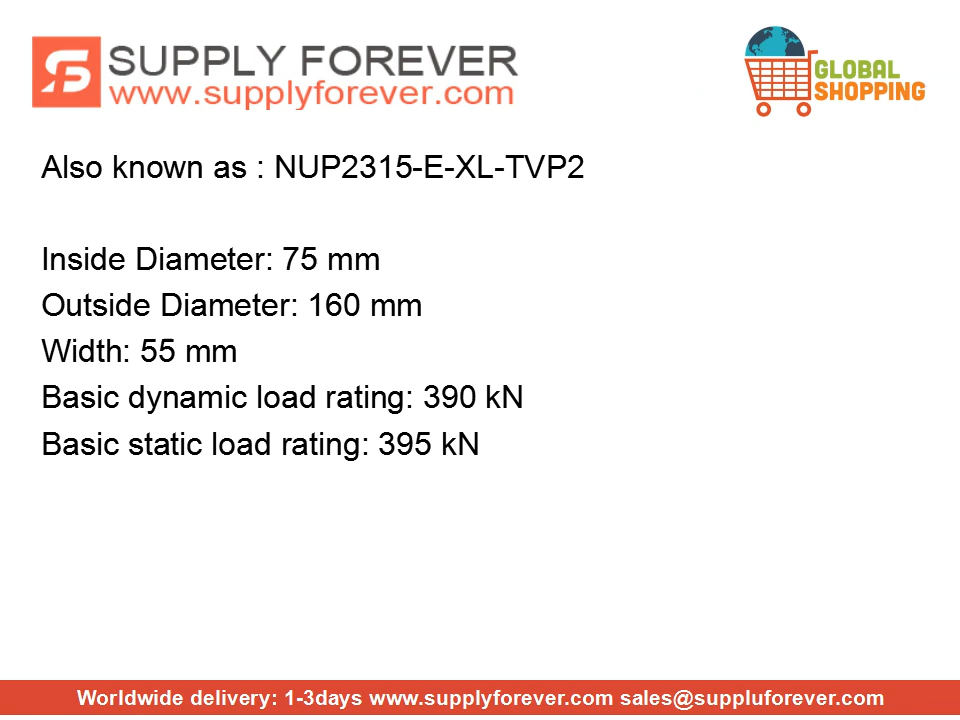 SUPPLY FOREVER
www.supplyforever.com
GLOBAL
SHOPPING
Also known as : NUP2315-E-XL-TVP2
Inside Diameter: 75 mm
Outside Diameter: 160 mm
Width: 55 mm
Basic dynamic load rating: 390 kN
Basic static load rating: 395 kN
Worldwide delivery: 1-3days www.supplyforever.com sales@suppluforever.com